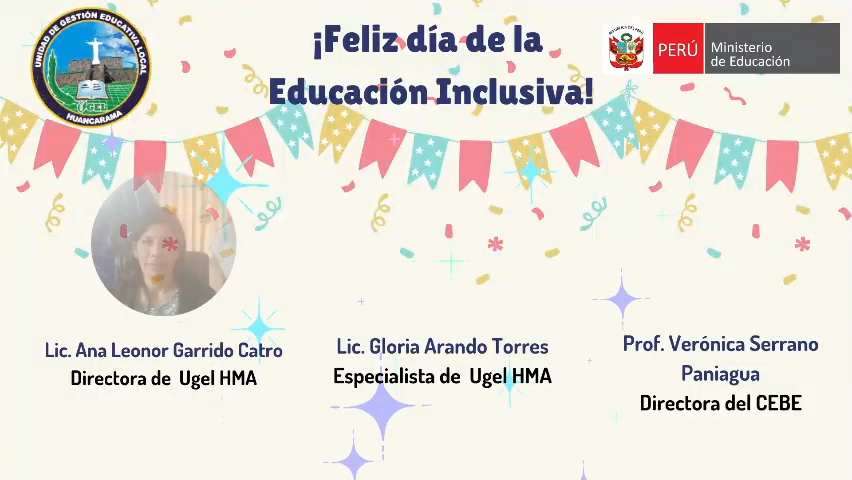 UNIDAD DE GESTIÓN EDUCATIVA LOCAL
UGEL
HUANCARAMA
¡Feliz día de la
Educación Inclusiva!
PERÚ
Ministerio
de Educación
Lic. Ana Leonor Garrido Catro
Directora de Ugel HMA
Lic. Gloria Arando Torres
Especialista de Ugel HMA
Prof. Verónica Serrano
Paniagua
Directora del CEBE